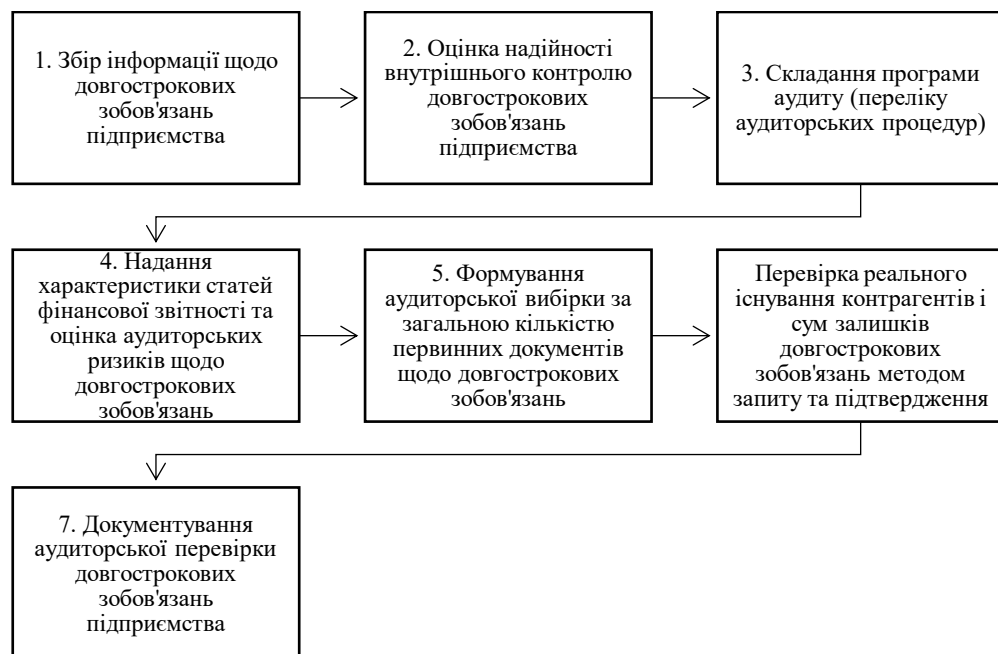 1. Збір інформації щодо
довгострокових
зобов'язань
підприємства
2. Оцінка надійності
внутрішнього контролю
довгострокових
зобов'язань
підприємства
3. Складання програми
аудиту (переліку
аудиторських процедур)
4. Надання
характеристики статей
фінансової звітності та
оцінка аудиторських
ризиків щодо
довгострокових
зобов'язань
5. Формування
аудиторської вибірки за
загальною кількістю
первинних документів
щодо довгострокових
зобов'язань
Перевірка реального
існування контрагентів і
сум залишків
довгострокових
зобов'язань методом
запиту та підтвердження
7. Документування
аудиторської перевірки
довгострокових
зобов'язань
підприємства